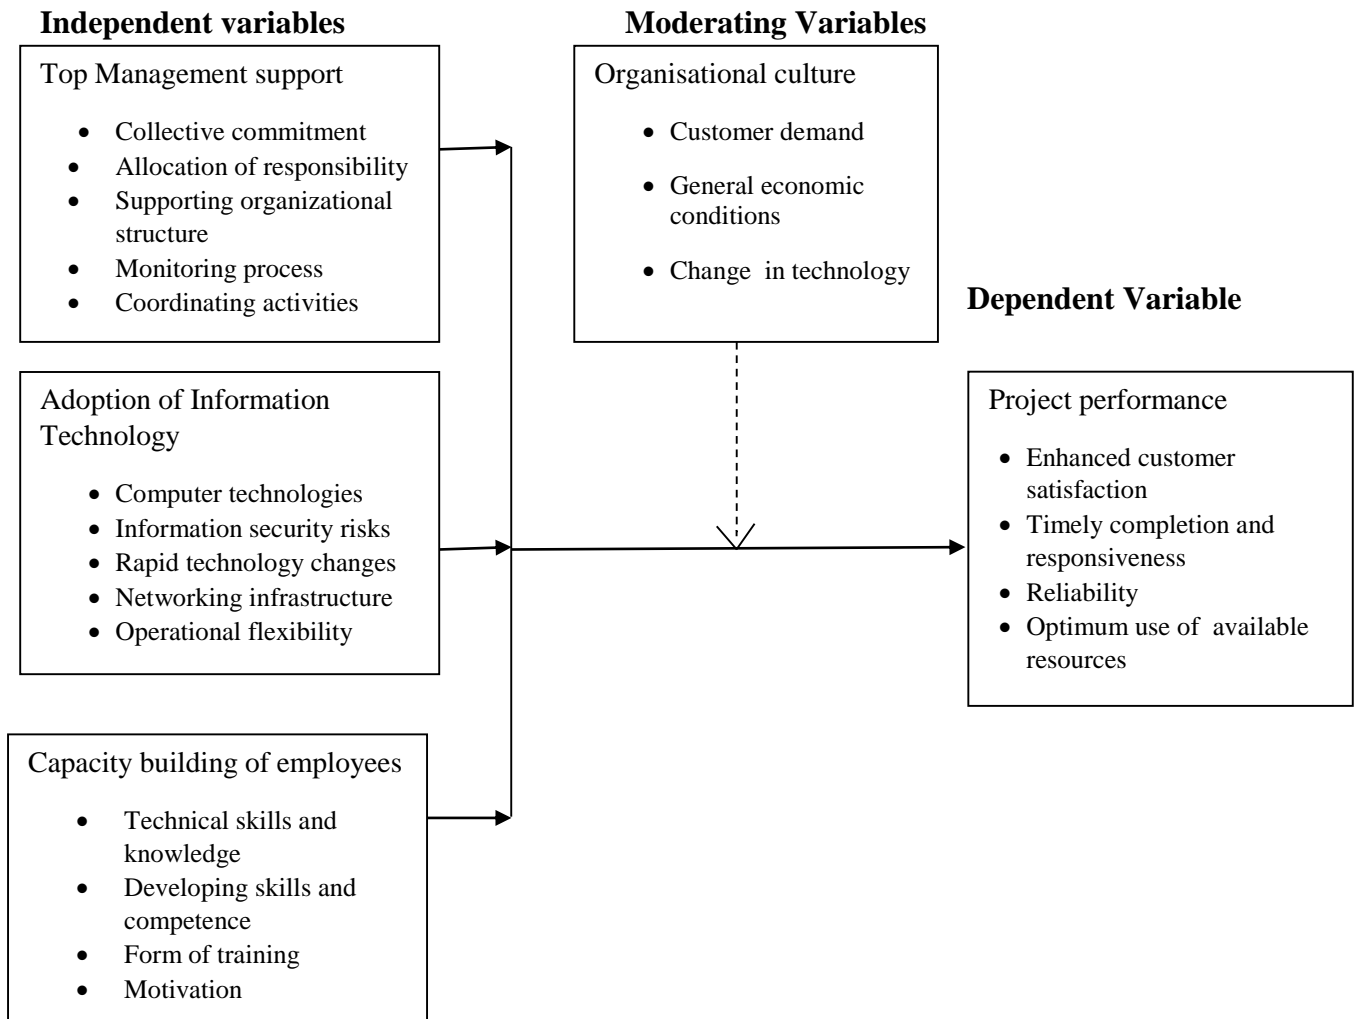 Independent variables
Top Management support
• Collective commitment
• Allocation of responsibility
• Supporting organizational
structure
• Monitoring process
• Coordinating activities
Adoption of Information
Technology
• Computer technologies
• Information security risks
• Rapid technology changes
• Networking infrastructure
• Operational flexibility
Capacity building of employees
• Technical skills and
knowledge
• Developing skills and
competence
• Form of training
• Motivation
Moderating Variables
Organisational culture
• Customer demand
• General economic
conditions
• Change in technology
Dependent Variable
Project performance
• Enhanced customer
satisfaction
• Timely completion and
responsiveness
• Reliability
• Optimum use of available
resources